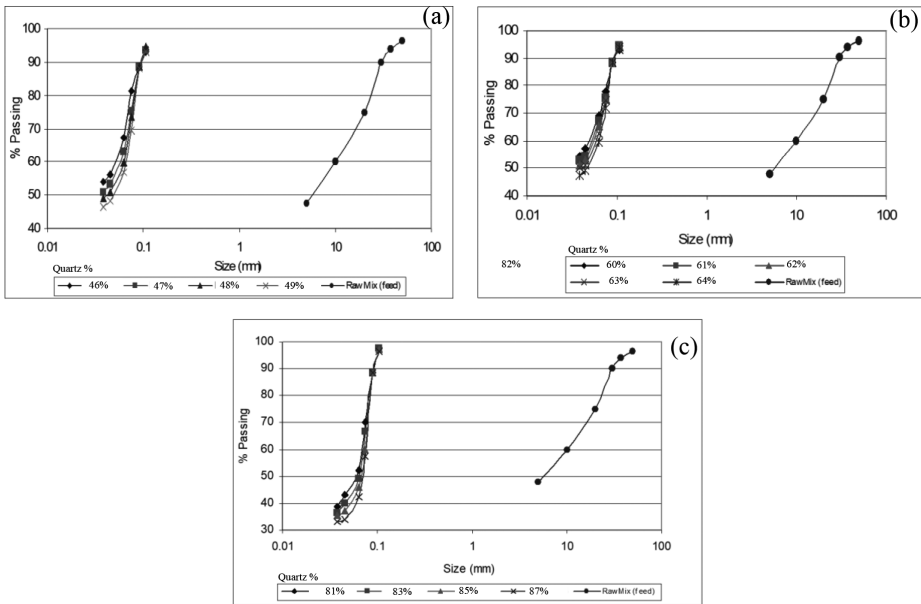 (a)
100
90
80
70
60
50
40
% Passing
0.01 0.1 1 10 100
Size (mm)
Quartz %
46% 47% 48% 49% RawMix (feed)
(b)
100
90
80
70
60
50
40
% Passing
0.01 0.1 1 10 100
Size (mm)
Quartz %
82% 60% 61% 62%
63% 64% RawMix (feed)
(c)
100
90
80
70
60
50
40
30
% Passing
0.01 0.1 1 10 100
Size (mm)
Quartz %
81% 83% 85% 87% RawMix (feed)